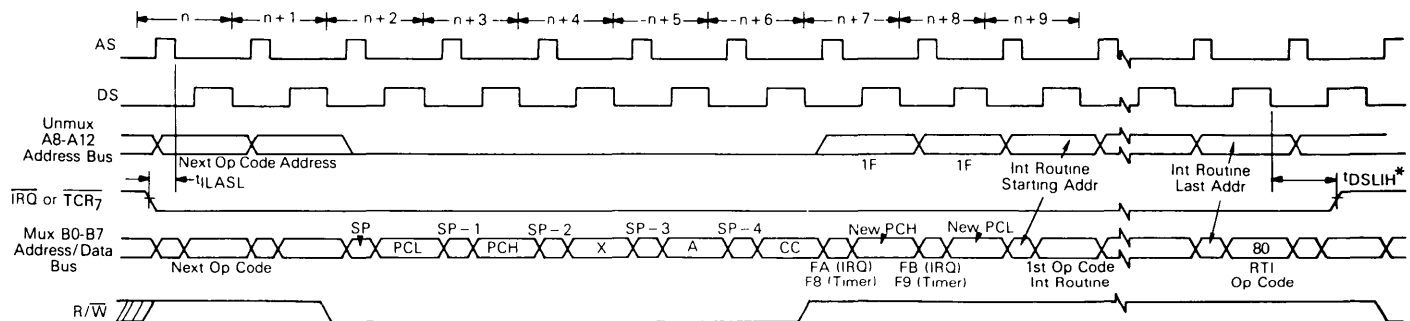 n n+1 n+2 n+3 n+4 n+5 n+6 n+7 n+8 n+9
AS
DS
Unmux
A8-A12
Address Bus
Next Op Code Address
1F 1F
Int Routine
Starting Addr
Int Routine
Last Addr
tILASL
tDSLIH*
IRQ or TCR7
Mux B0-B7
Address/Data
Bus
Next Op Code
SP PCL SP-1 PCH SP-2 X SP-3 A SP-4 CC
New PCH New PCL
FA (IRQ)
F8 (Timer)
FB (IRQ)
F9 (Timer)
1st Op Code
Int Routine
80
RTI
Op Code
R/W